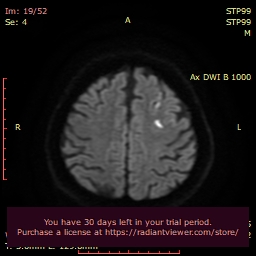 Im: 19/52
STP99
Se: 4
STP99
A
M
Ax DWI B 1000
R
L
You have 30 days left in your trial period.
Purchase a license at https://radiantviewer.com/store/